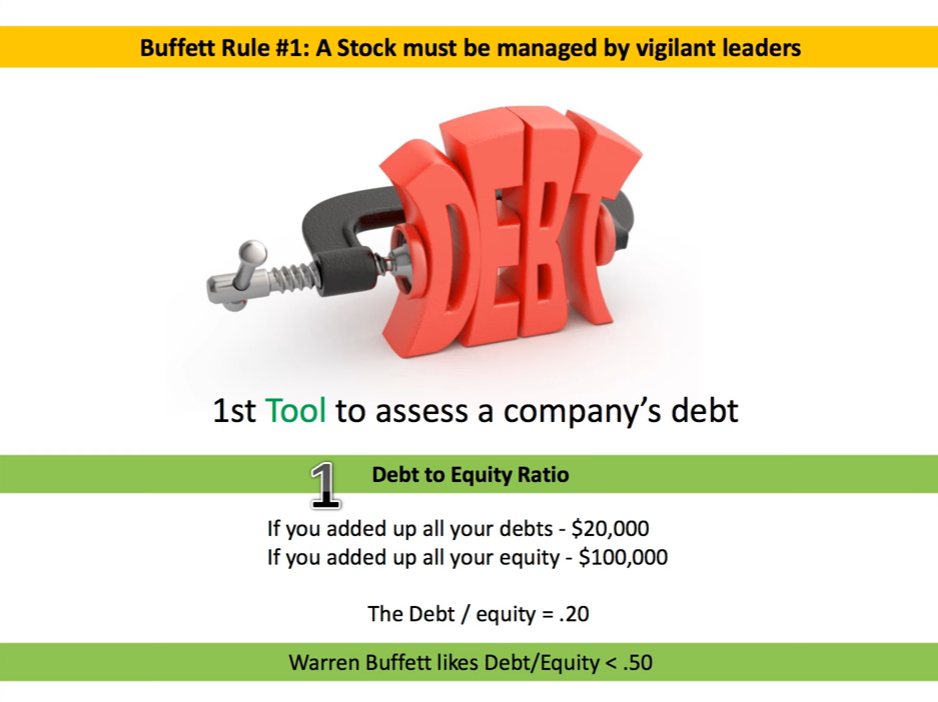 Buffett Rule #1: A Stock must be managed by vigilant leaders
DEBT
1st Tool to assess a company's debt
1 Debt to Equity Ratio
If you added up all your debts - $20,000
If you added up all your equity - $100,000
The Debt / equity = .20
Warren Buffett likes Debt/Equity < .50